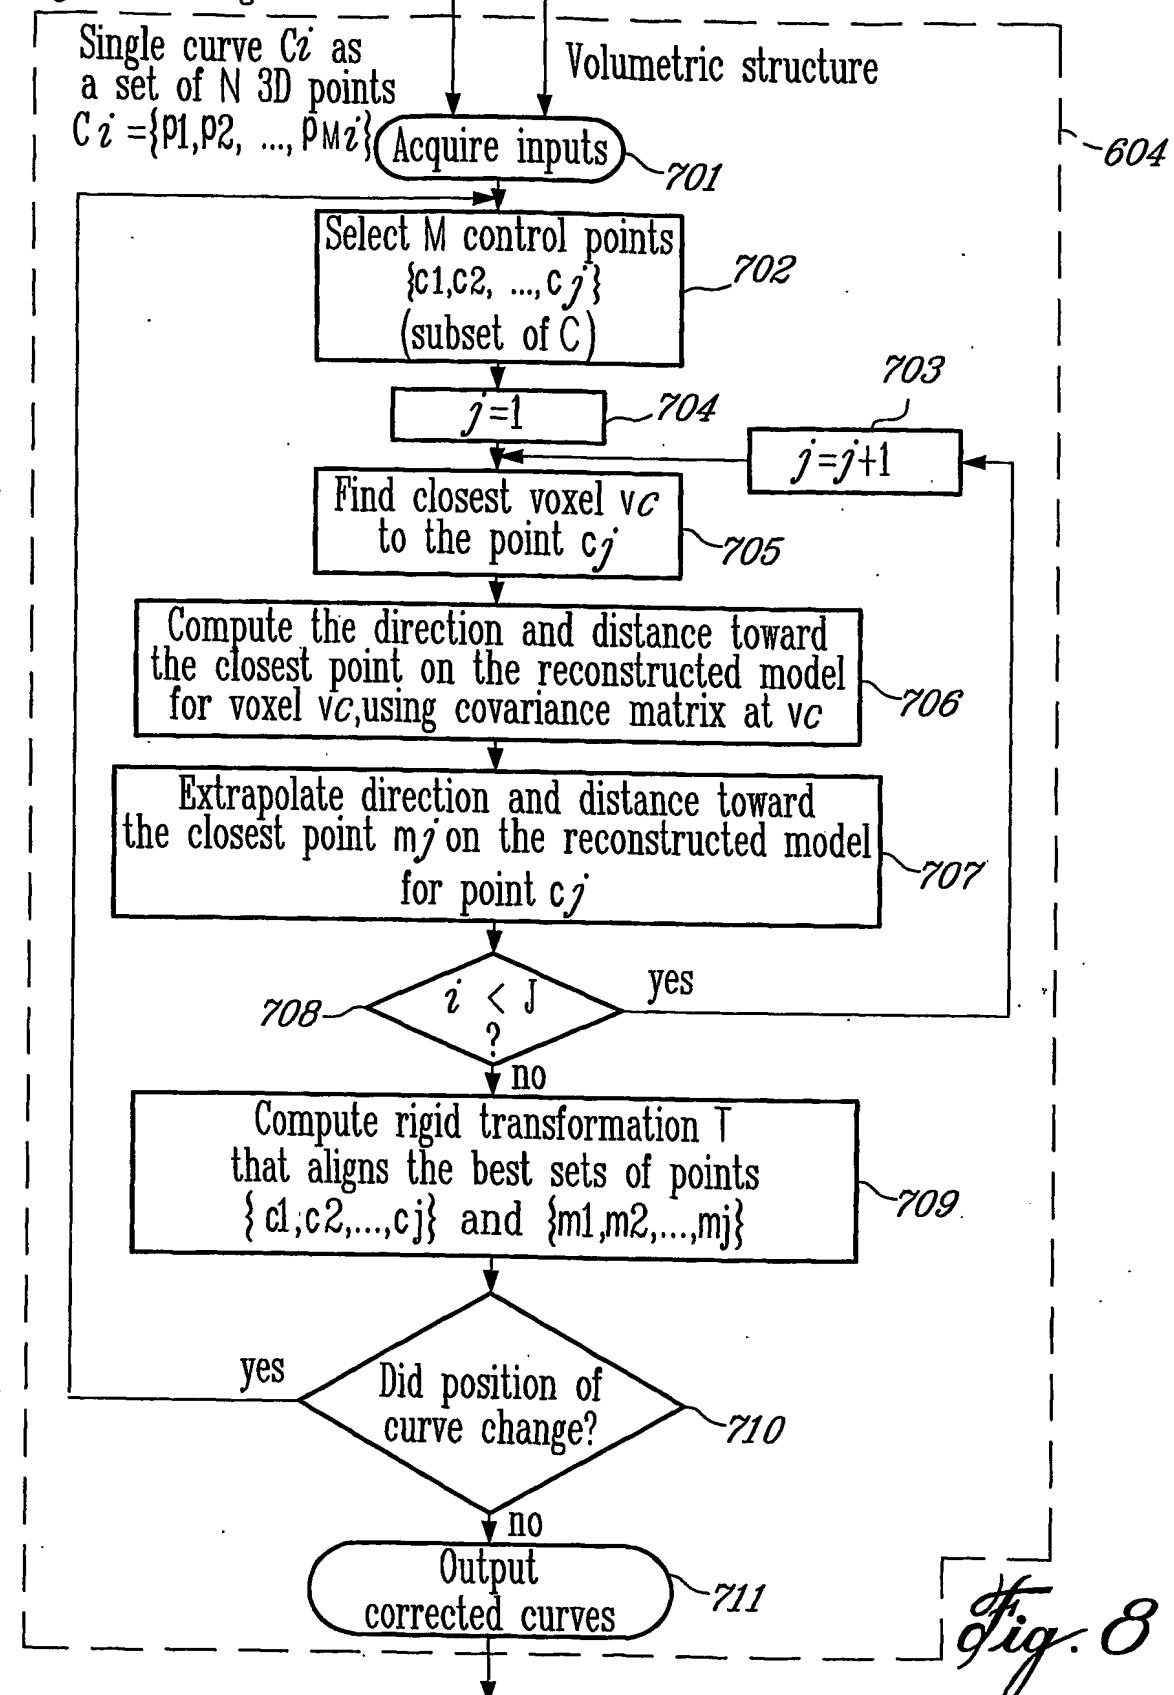 Single curve Ci as
a set of N 3D points
Ci={p1,p2, ...,pMi}
Volumetric structure
604
Acquire inputs
701
Select M control points
{c1,c2, ...,cj}
(subset of C)
702
703
j=1
704
j=j+1
Find closest voxel vc
to the point cj
705
Compute the direction and distance toward
the closest point on the reconstructed model
for voxel vc,using covariance matrix at vc
706
Extrapolate direction and distance toward
the closest point mj on the reconstructed model
for point cj
707
708
i < J
?
yes
no
Compute rigid transformation T
that aligns the best sets of points
{c1,c2,...,cj} and {m1,m2,...,mj}
709
yes
Did position of
curve change?
710
no
Output
corrected curves
711
Fig. 8